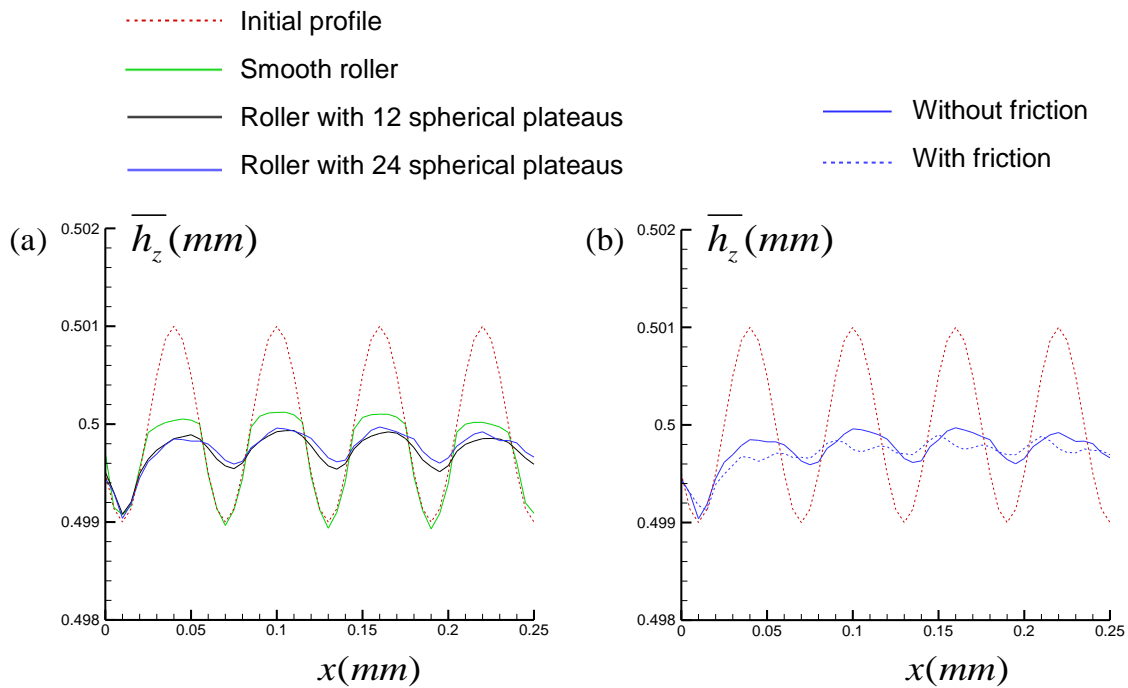 Initial profile
Smooth roller
Roller with 12 spherical plateaus
Roller with 24 spherical plateaus
Without friction
With friction
(a) h_z (mm)
0.502
0.501
0.5
0.499
0.498
0 0.05 0.1 0.15 0.2 0.25
x(mm)
(b) h_z (mm)
0.502
0.501
0.5
0.499
0.498
0 0.05 0.1 0.15 0.2 0.25
x(mm)